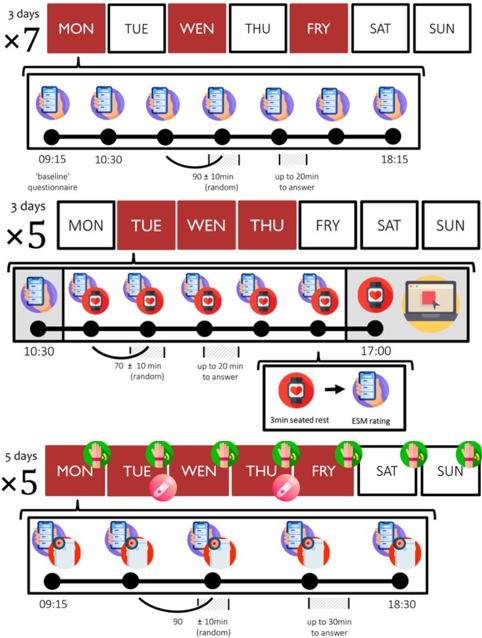 3 days
×7
MON TUE WEN THU FRY SAT SUN
09:15 10:30 18:15
'baseline'
questionnaire
90 ± 10min
(random)
up to 20min
to answer
3 days
×5
MON TUE WEN THU FRY SAT SUN
10:30 17:00
70 ± 10 min
(random)
up to 20 min
to answer
3min seated rest ESM rating
5 days
×5
MON TUE WEN THU FRY SAT SUN
09:15 18:30
90 ± 10min
(random)
up to 30min
to answer